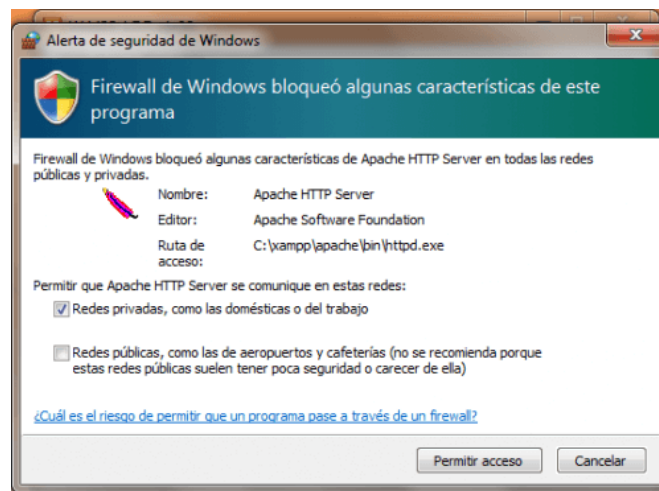 Alerta de seguridad de Windows
Firewall de Windows bloqueó algunas características de este
programa
Firewall de Windows bloqueó algunas características de Apache HTTP Server en todas las redes
públicas y privadas.
Nombre: Apache HTTP Server
Editor: Apache Software Foundation
Ruta de acceso: C:\xampp\apache\bin\httpd.exe
Permitir que Apache HTTP Server se comunique en estas redes:
Redes privadas, como las domésticas o del trabajo
Redes públicas, como las de aeropuertos y cafeterías (no se recomienda porque
estas redes públicas suelen tener poca seguridad o carecer de ella)
¿Cuál es el riesgo de permitir que un programa pase a través de un firewall?
Permitir acceso Cancelar